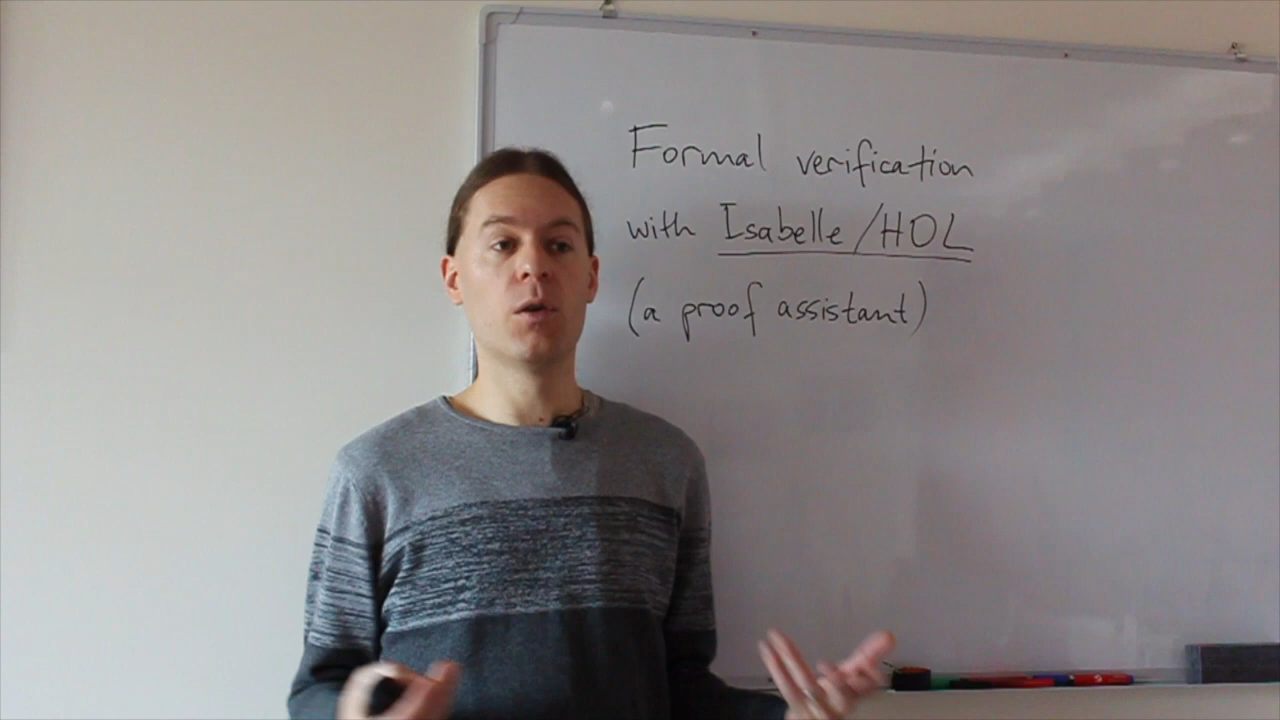 Formal verification
with Isabelle/HOL
(a proof assistant)